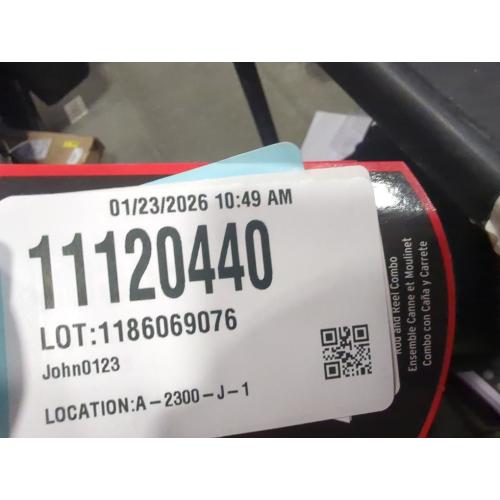 01/23/2026 10:49 AM
11120440
LOT:1186069076
John0123
LOCATION:A-2300-J-1
Rod and Reel Combo
Ensemble Canne et Moulinet
Combo con Caña y Carrete